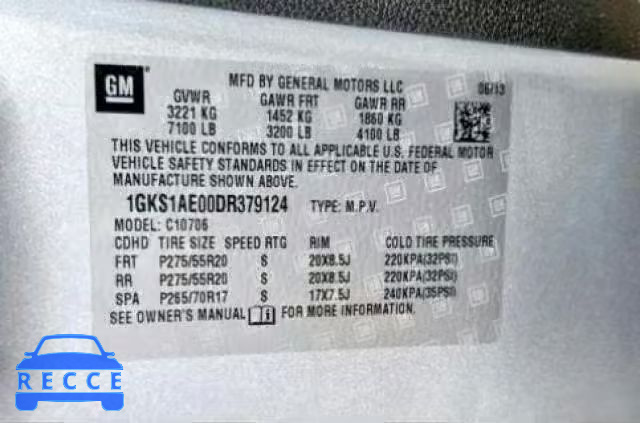 GM
MFD BY GENERAL MOTORS LLC 06/13
GVWR GAWR FRT GAWR RR
3221 KG 1452 KG 1860 KG
7100 LB 3200 LB 4100 LB
THIS VEHICLE CONFORMS TO ALL APPLICABLE U.S. FEDERAL MOTOR
VEHICLE SAFETY STANDARDS IN EFFECT ON THE DATE OF
MANUFACTURE SHOWN ABOVE.
1GKS1AE00DR379124 TYPE: M.P.V.
MODEL: C10706
CDHD TIRE SIZE SPEED RTG RIM COLD TIRE PRESSURE
FRT P275/55R20 S 20X8.5J 220KPA(32PSI)
RR P275/55R20 S 20X8.5J 220KPA(32PSI)
SPA P265/70R17 S 17X7.5J 240KPA(35PSI)
SEE OWNER'S MANUAL FOR MORE INFORMATION.
RECCE